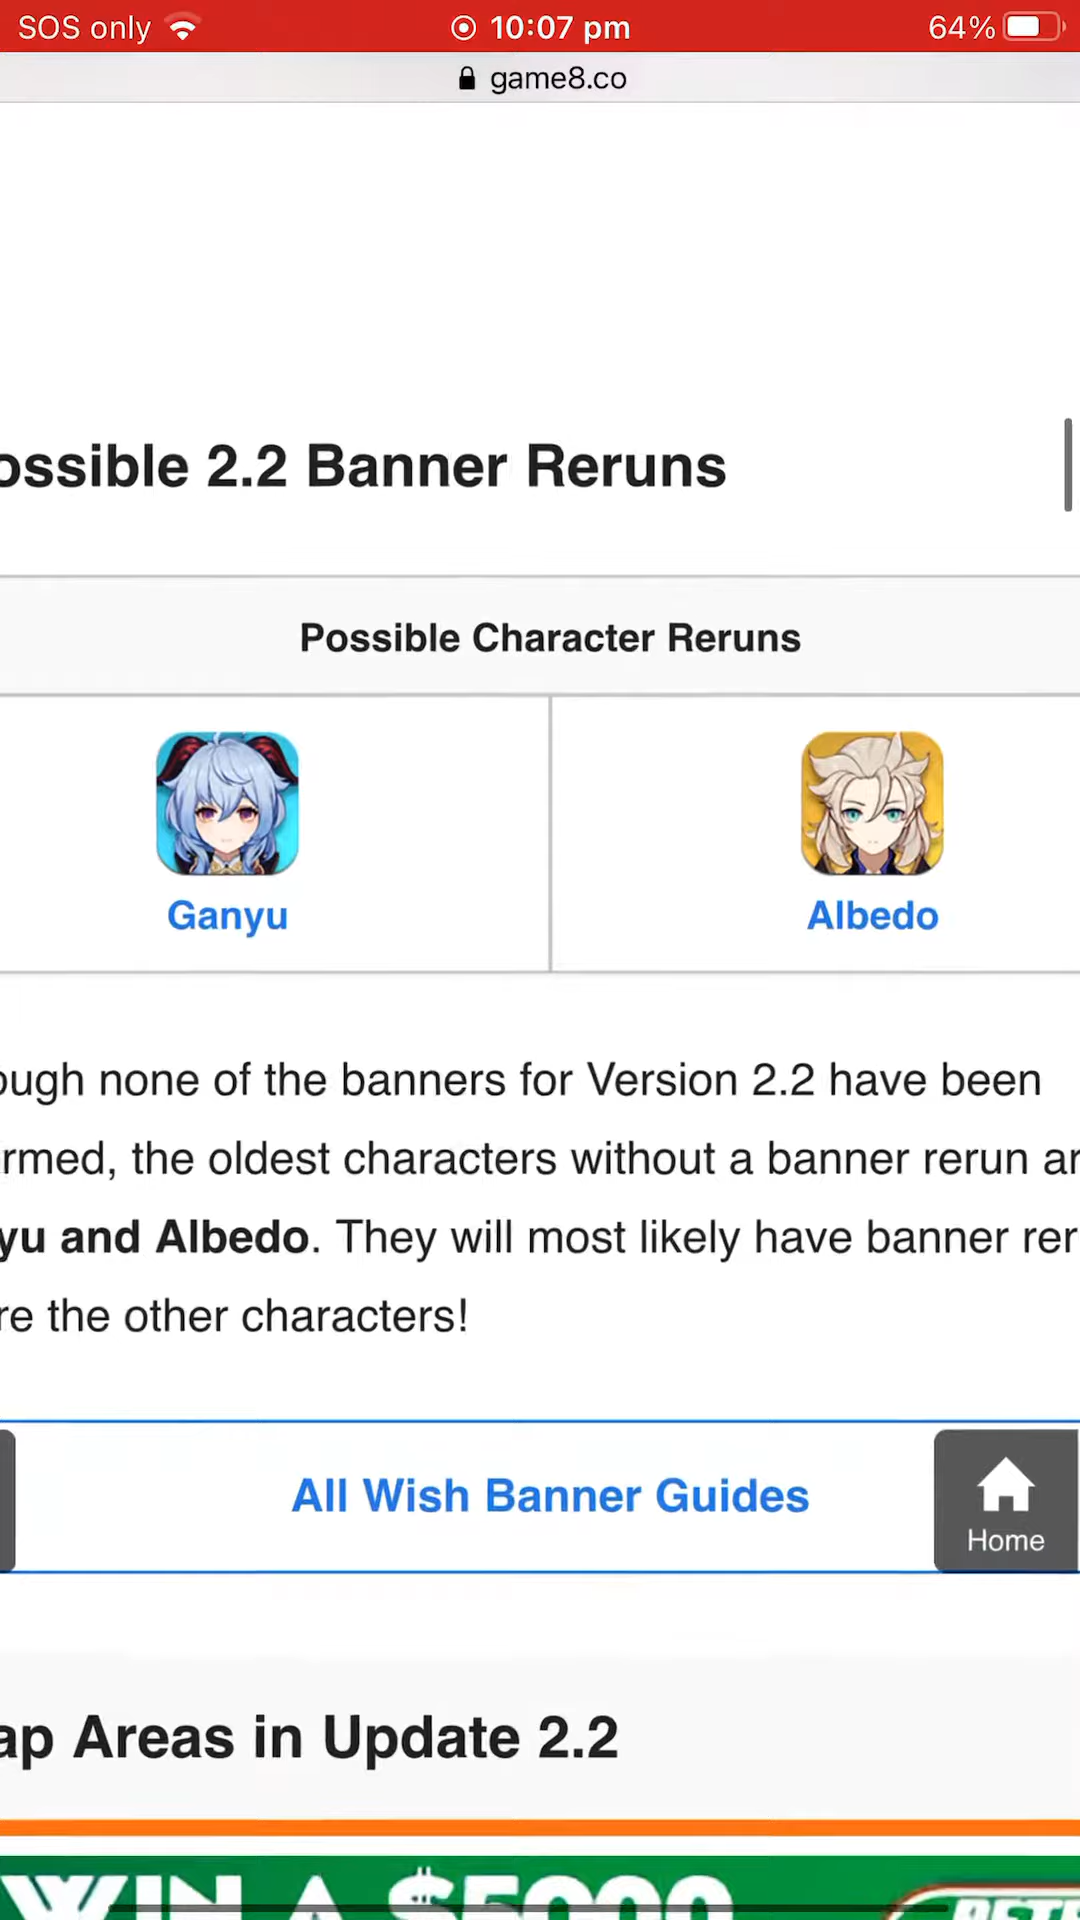 SOS only 10:07 pm 64%
game8.co
ossible 2.2 Banner Reruns
Possible Character Reruns
Ganyu Albedo
ough none of the banners for Version 2.2 have been
rmed, the oldest characters without a banner rerun ar
yu and Albedo. They will most likely have banner rer
re the other characters!
All Wish Banner Guides
Home
ap Areas in Update 2.2
WIN A $5000